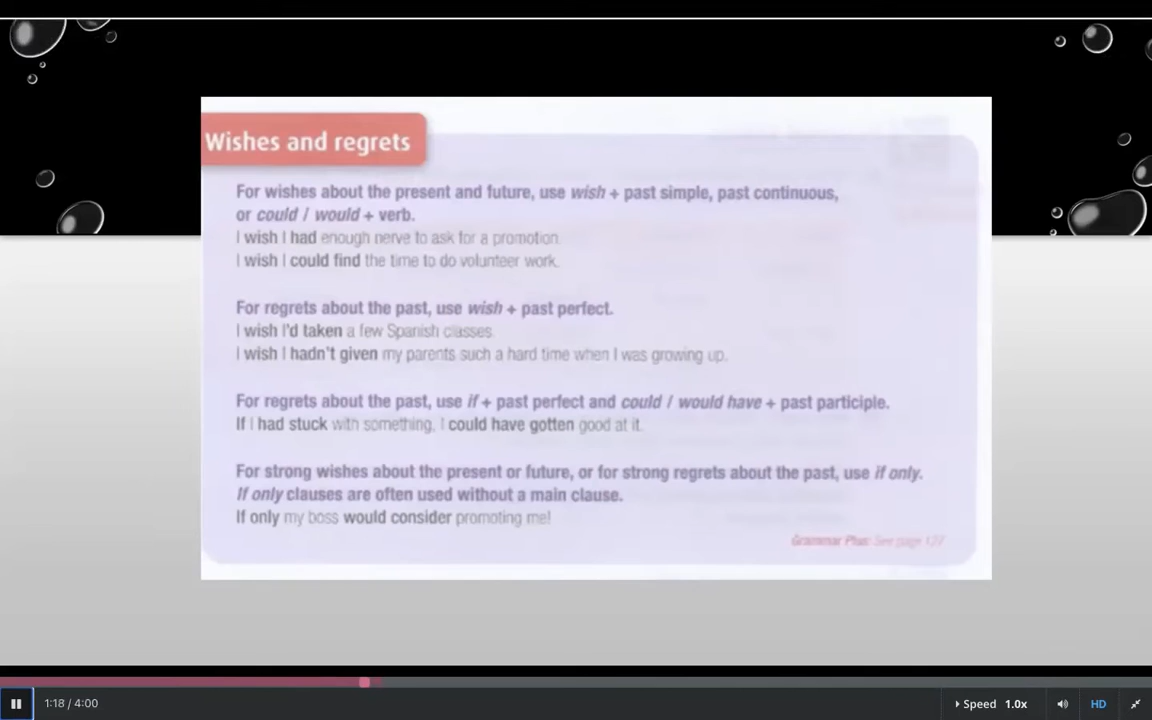 Wishes and regrets
For wishes about the present and future, use wish + past simple, past continuous,
or could / would + verb.
I wish I had enough nerve to ask for a promotion.
I wish I could find the time to do volunteer work.
For regrets about the past, use wish + past perfect.
I wish I'd taken a few Spanish classes.
I wish I hadn't given my parents such a hard time when I was growing up.
For regrets about the past, use if + past perfect and could / would have + past participle.
If I had stuck with something, I could have gotten good at it.
For strong wishes about the present or future, or for strong regrets about the past, use if only.
If only clauses are often used without a main clause.
If only my boss would consider promoting me!
Grammar Plus: See page 127
1:18 / 4:00
Speed 1.0x
HD